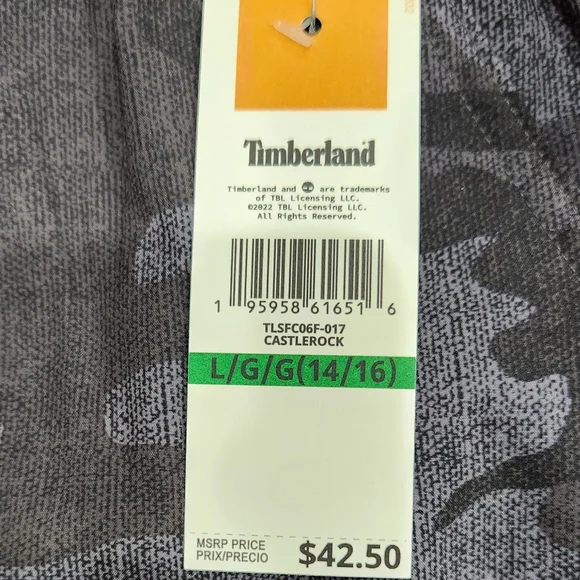 Timberland
Timberland and are trademarks
of TBL Licensing LLC.
©2022 TBL Licensing LLC.
All Rights Reserved.
1 95958 61651 6
TLSFC06F-017
CASTLEROCK
L/G/G(14/16)
MSRP PRICE
PRIX/PRECIO
$42.50